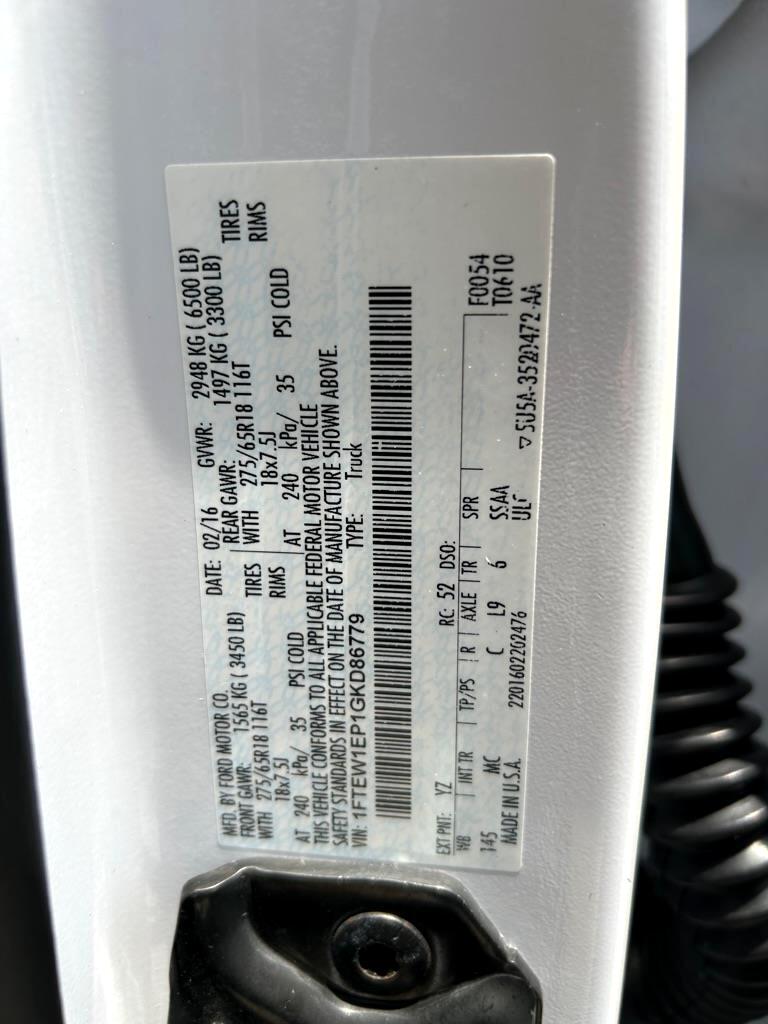 MFD. BY FORD MOTOR CO. DATE: 02/16 GVWR: 2948 KG ( 6500 LB)
FRONT GAWR: 1565 KG ( 3450 LB) REAR GAWR: 1497 KG ( 3300 LB)
WITH 275/65R18 116T TIRES WITH 275/65R18 116T TIRES
18x7.5J RIMS 18x7.5J RIMS
AT 240 kPa/ 35 PSI COLD AT 240 kPa/ 35 PSI COLD
THIS VEHICLE CONFORMS TO ALL APPLICABLE FEDERAL MOTOR VEHICLE
SAFETY STANDARDS IN EFFECT ON THE DATE OF MANUFACTURE SHOWN ABOVE.
VIN: 1FTEW1EP1GKD86779 TYPE: Truck
EXT PNT: YZ RC: 52 DSO:
WB INT TR TP/PS R AXLE TR SPR F0054
145 MC C L9 6 SSAA T0610
MADE IN U.S.A. 2201602202476 ▽5U5A-3520472-AA